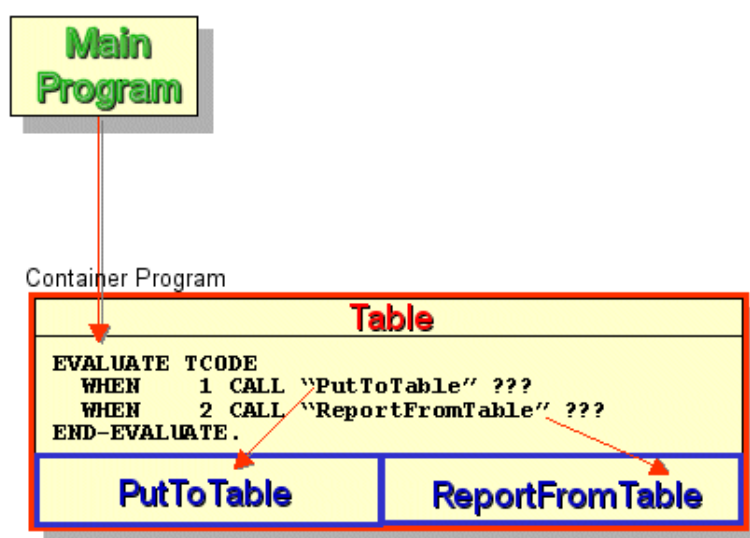 Main
Program
Container Program
Table
EVALUATE TCODE
WHEN 1 CALL “PutToTable” ???
WHEN 2 CALL “ReportFromTable” ???
END-EVALUATE.
PutToTable
ReportFromTable